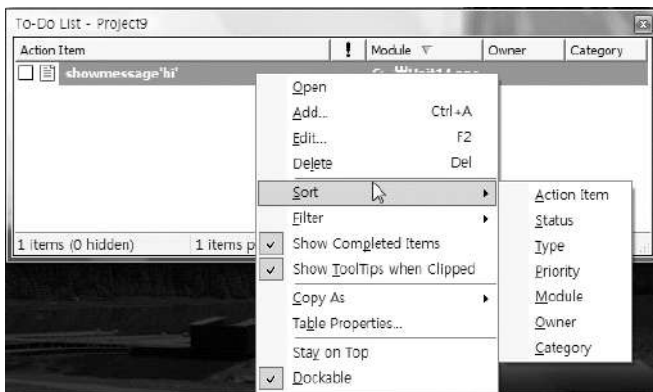 To-Do List - Project9
Action Item ! Module Owner Category
showmessage'hi'
Open
Add... Ctrl+A
Edit... F2
Delete Del
Sort
Filter
Show Completed Items
Show ToolTips when Clipped
Copy As
Table Properties...
Stay on Top
Dockable
Action Item
Status
Type
Priority
Module
Owner
Category
1 items (0 hidden) 1 items